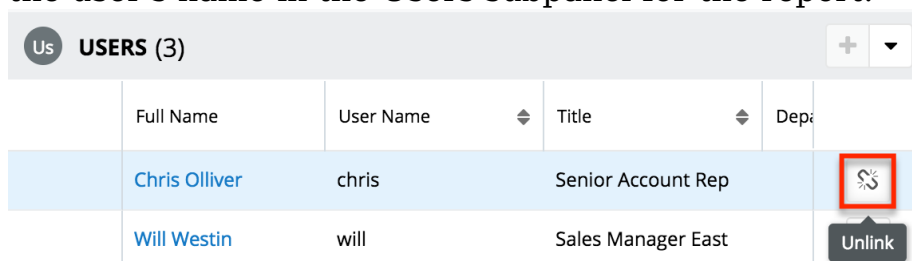 the user's name in the Users subpanel for the report.
Us USERS (3)
Full Name User Name Title Depa
Chris Olliver chris Senior Account Rep
Will Westin will Sales Manager East Unlink